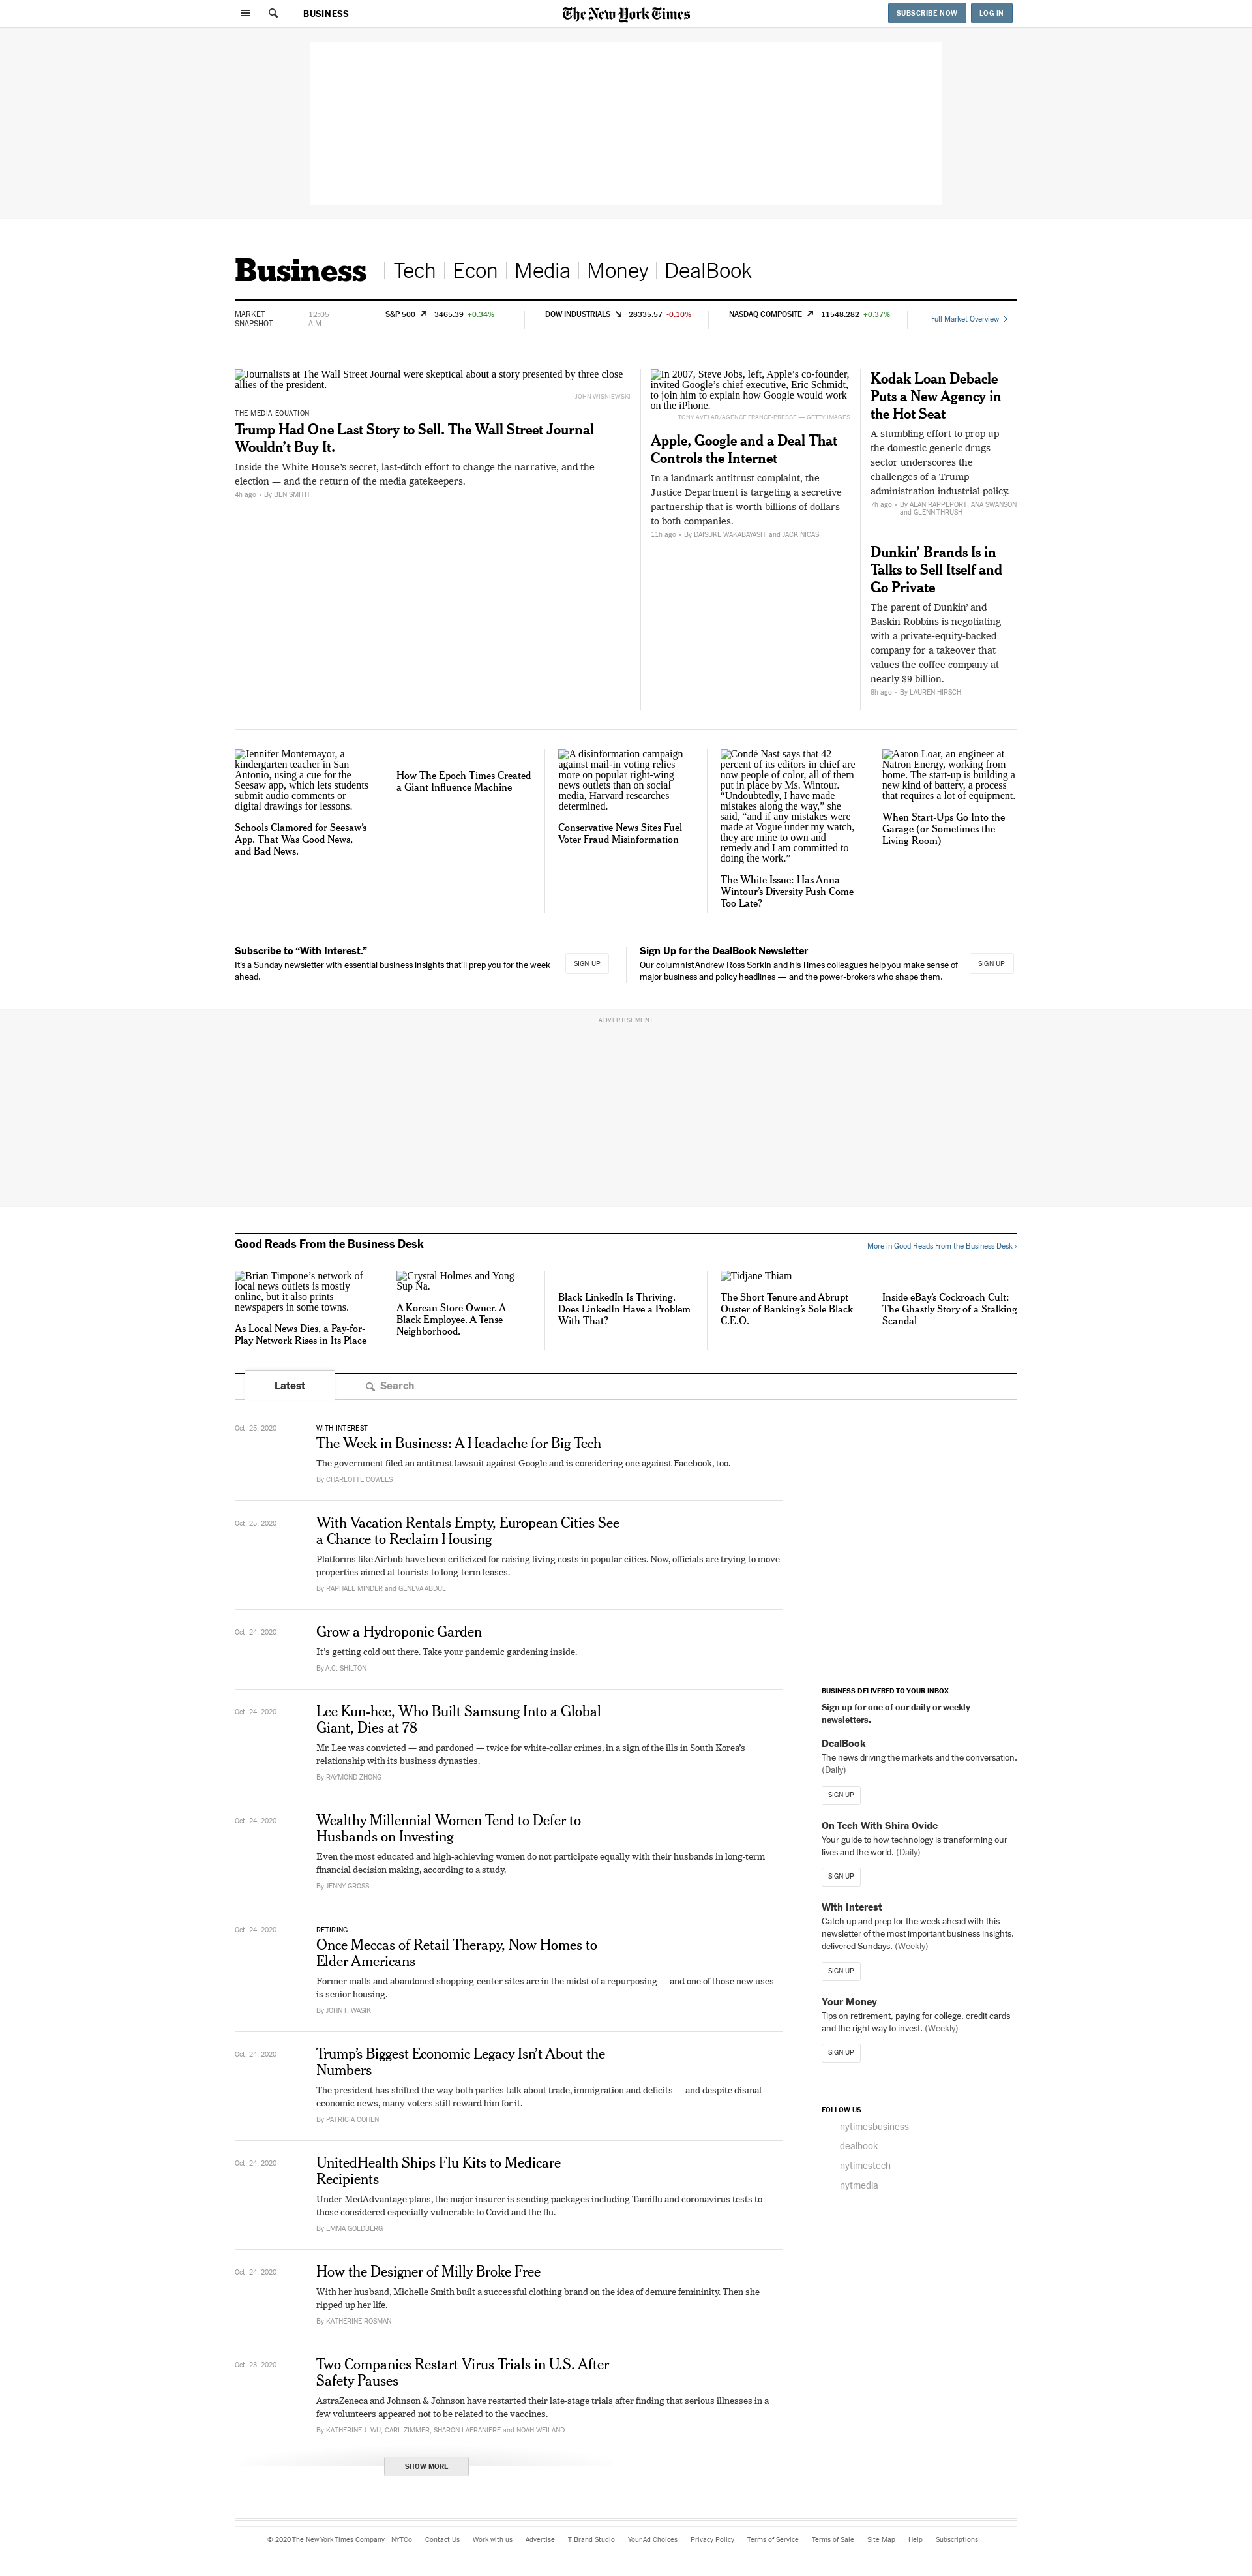 BUSINESS
The New York Times
SUBSCRIBE NOW
LOG IN
Business
Tech
Econ
Media
Money
DealBook
MARKET
SNAPSHOT
12:05
A.M.
S&P 500 3465.39 +0.34%
DOW INDUSTRIALS 28335.57 -0.10%
NASDAQ COMPOSITE 11548.282 +0.37%
Full Market Overview
Journalists at The Wall Street Journal were skeptical about a story presented by three close
allies of the president.
JOHN WISNIEWSKI
THE MEDIA EQUATION
Trump Had One Last Story to Sell. The Wall Street Journal
Wouldn’t Buy It.
Inside the White House’s secret, last-ditch effort to change the narrative, and the
election — and the return of the media gatekeepers.
4h ago • By BEN SMITH
In 2007, Steve Jobs, left, Apple’s co-founder,
invited Google’s chief executive, Eric Schmidt,
to join him to explain how Google would work
on the iPhone.
TONY AVELAR/AGENCE FRANCE-PRESSE — GETTY IMAGES
Apple, Google and a Deal That
Controls the Internet
In a landmark antitrust complaint, the
Justice Department is targeting a secretive
partnership that is worth billions of dollars
to both companies.
11h ago • By DAISUKE WAKABAYASHI and JACK NICAS
Kodak Loan Debacle
Puts a New Agency in
the Hot Seat
A stumbling effort to prop up
the domestic generic drugs
sector underscores the
challenges of a Trump
administration industrial policy.
7h ago • By ALAN RAPPEPORT, ANA SWANSON
and GLENN THRUSH
Dunkin’ Brands Is in
Talks to Sell Itself and
Go Private
The parent of Dunkin’ and
Baskin Robbins is negotiating
with a private-equity-backed
company for a takeover that
values the coffee company at
nearly $9 billion.
8h ago • By LAUREN HIRSCH
Jennifer Montemayor, a
kindergarten teacher in San
Antonio, using a cue for the
Seesaw app, which lets students
submit audio comments or
digital drawings for lessons.
Schools Clamored for Seesaw’s
App. That Was Good News,
and Bad News.
How The Epoch Times Created
a Giant Influence Machine
A disinformation campaign
against mail-in voting relies
more on popular right-wing
news outlets than on social
media, Harvard researches
determined.
Conservative News Sites Fuel
Voter Fraud Misinformation
Condé Nast says that 42
percent of its editors in chief are
now people of color, all of them
put in place by Ms. Wintour.
“Undoubtedly, I have made
mistakes along the way,” she
said, “and if any mistakes were
made at Vogue under my watch,
they are mine to own and
remedy and I am committed to
doing the work.”
The White Issue: Has Anna
Wintour’s Diversity Push Come
Too Late?
Aaron Loar, an engineer at
Natron Energy, working from
home. The start-up is building a
new kind of battery, a process
that requires a lot of equipment.
When Start-Ups Go Into the
Garage (or Sometimes the
Living Room)
Subscribe to “With Interest.”
It’s a Sunday newsletter with essential business insights that’ll prep you for the week
ahead.
SIGN UP
Sign Up for the DealBook Newsletter
Our columnist Andrew Ross Sorkin and his Times colleagues help you make sense of
major business and policy headlines — and the power-brokers who shape them.
SIGN UP
ADVERTISEMENT
Good Reads From the Business Desk
More in Good Reads From the Business Desk ›
Brian Timpone’s network of
local news outlets is mostly
online, but it also prints
newspapers in some towns.
As Local News Dies, a Pay-for-
Play Network Rises in Its Place
Crystal Holmes and Yong
Sup Na.
A Korean Store Owner. A
Black Employee. A Tense
Neighborhood.
Black LinkedIn Is Thriving.
Does LinkedIn Have a Problem
With That?
Tidjane Thiam
The Short Tenure and Abrupt
Ouster of Banking’s Sole Black
C.E.O.
Inside eBay’s Cockroach Cult:
The Ghastly Story of a Stalking
Scandal
Latest
Search
Oct. 25, 2020
WITH INTEREST
The Week in Business: A Headache for Big Tech
The government filed an antitrust lawsuit against Google and is considering one against Facebook, too.
By CHARLOTTE COWLES
Oct. 25, 2020
With Vacation Rentals Empty, European Cities See
a Chance to Reclaim Housing
Platforms like Airbnb have been criticized for raising living costs in popular cities. Now, officials are trying to move
properties aimed at tourists to long-term leases.
By RAPHAEL MINDER and GENEVA ABDUL
Oct. 24, 2020
Grow a Hydroponic Garden
It’s getting cold out there. Take your pandemic gardening inside.
By A.C. SHILTON
Oct. 24, 2020
Lee Kun-hee, Who Built Samsung Into a Global
Giant, Dies at 78
Mr. Lee was convicted — and pardoned — twice for white-collar crimes, in a sign of the ills in South Korea’s
relationship with its business dynasties.
By RAYMOND ZHONG
Oct. 24, 2020
Wealthy Millennial Women Tend to Defer to
Husbands on Investing
Even the most educated and high-achieving women do not participate equally with their husbands in long-term
financial decision making, according to a study.
By JENNY GROSS
Oct. 24, 2020
RETIRING
Once Meccas of Retail Therapy, Now Homes to
Elder Americans
Former malls and abandoned shopping-center sites are in the midst of a repurposing — and one of those new uses
is senior housing.
By JOHN F. WASIK
Oct. 24, 2020
Trump’s Biggest Economic Legacy Isn’t About the
Numbers
The president has shifted the way both parties talk about trade, immigration and deficits — and despite dismal
economic news, many voters still reward him for it.
By PATRICIA COHEN
Oct. 24, 2020
UnitedHealth Ships Flu Kits to Medicare
Recipients
Under MedAdvantage plans, the major insurer is sending packages including Tamiflu and coronavirus tests to
those considered especially vulnerable to Covid and the flu.
By EMMA GOLDBERG
Oct. 24, 2020
How the Designer of Milly Broke Free
With her husband, Michelle Smith built a successful clothing brand on the idea of demure femininity. Then she
ripped up her life.
By KATHERINE ROSMAN
Oct. 23, 2020
Two Companies Restart Virus Trials in U.S. After
Safety Pauses
AstraZeneca and Johnson & Johnson have restarted their late-stage trials after finding that serious illnesses in a
few volunteers appeared not to be related to the vaccines.
By KATHERINE J. WU, CARL ZIMMER, SHARON LAFRANIERE and NOAH WEILAND
SHOW MORE
BUSINESS DELIVERED TO YOUR INBOX
Sign up for one of our daily or weekly
newsletters.
DealBook
The news driving the markets and the conversation.
(Daily)
SIGN UP
On Tech With Shira Ovide
Your guide to how technology is transforming our
lives and the world. (Daily)
SIGN UP
With Interest
Catch up and prep for the week ahead with this
newsletter of the most important business insights,
delivered Sundays. (Weekly)
SIGN UP
Your Money
Tips on retirement, paying for college, credit cards
and the right way to invest. (Weekly)
SIGN UP
FOLLOW US
nytimesbusiness
dealbook
nytimestech
nytmedia
© 2020 The New York Times Company NYTCo Contact Us Work with us Advertise T Brand Studio Your Ad Choices Privacy Policy Terms of Service Terms of Sale Site Map Help Subscriptions